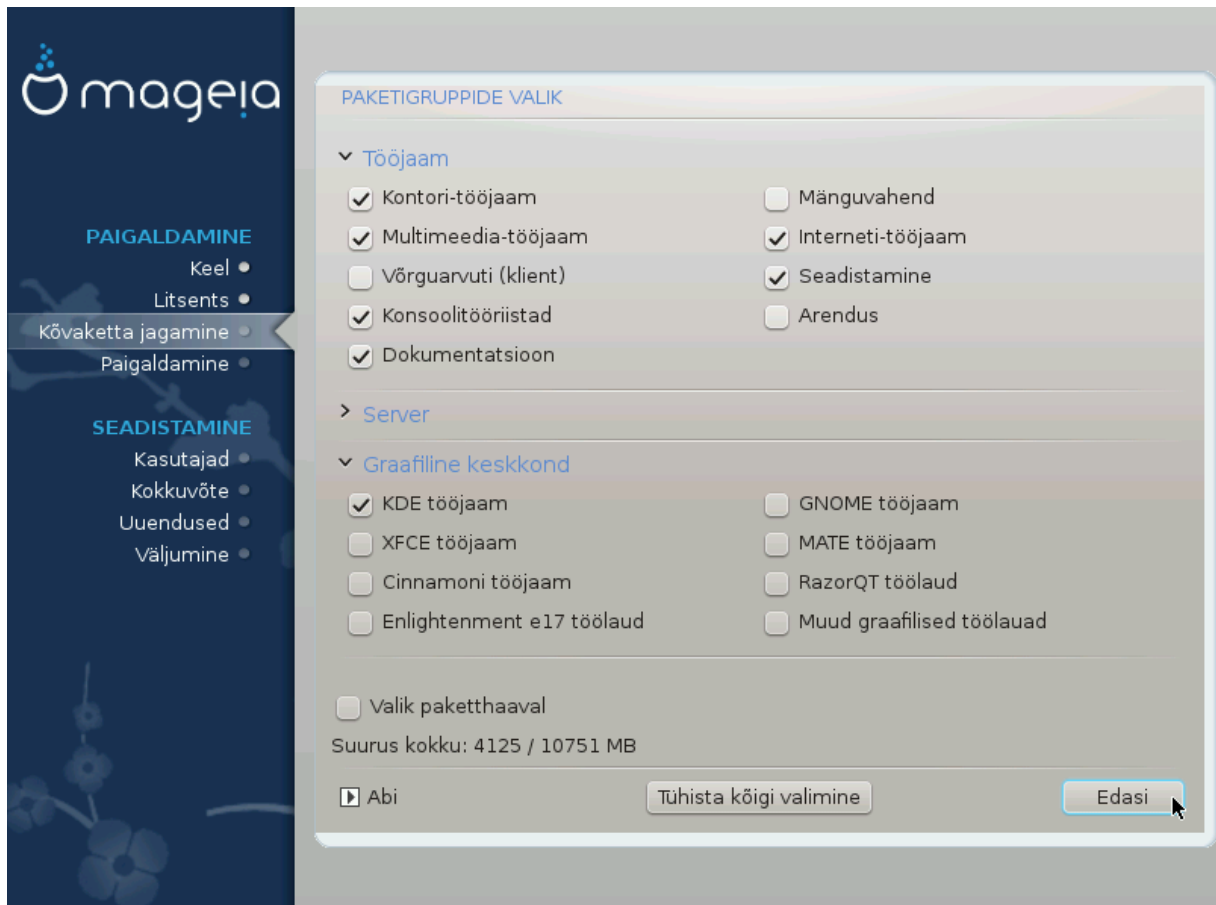 mageia
PAIGALDAMINE
Keel
Litsents
Kõvaketta jagamine
Paigaldamine
SEADISTAMINE
Kasutajad
Kokkuvõte
Uuendused
Väljumine
PAKETIGRUPPIDE VALIK
Tööjaam
Kontori-tööjaam
Mänguvahend
Multimeedia-tööjaam
Interneti-tööjaam
Võrguarvuti (klient)
Seadistamine
Konsoolitööriistad
Arendus
Dokumentatsioon
Server
Graafiline keskkond
KDE tööjaam
GNOME tööjaam
XFCE tööjaam
MATE tööjaam
Cinnamoni tööjaam
RazorQT töölaud
Enlightenment e17 töölaud
Muud graafilised töölauad
Valik paketthaaval
Suurus kokku: 4125 / 10751 MB
Abi
Tühista kõigi valimine
Edasi